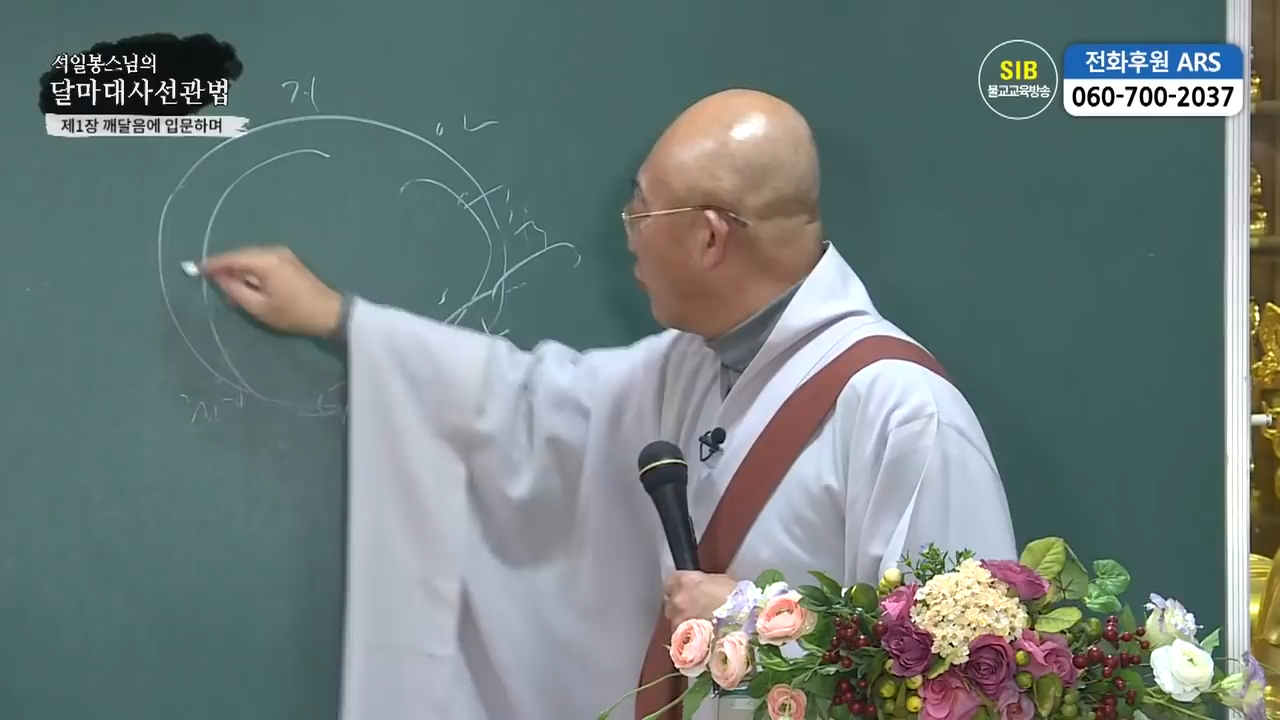 석일봉스님의
달마대사선관법
제1장 깨달음에 입문하며
SIB
불교교육방송
전화후원 ARS
060-700-2037